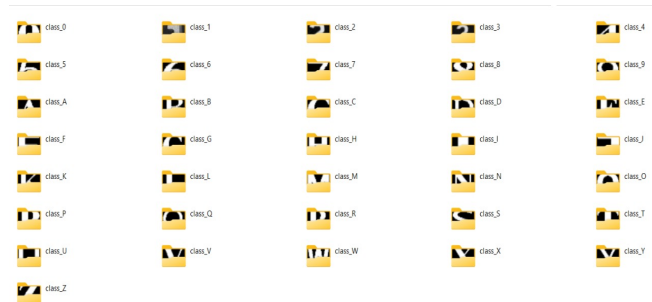 class_0 class_1 class_2 class_3 class_4
class_5 class_6 class_7 class_8 class_9
class_A class_B class_C class_D class_E
class_F class_G class_H class_I class_J
class_K class_L class_M class_N class_O
class_P class_Q class_R class_S class_T
class_U class_V class_W class_X class_Y
class_Z